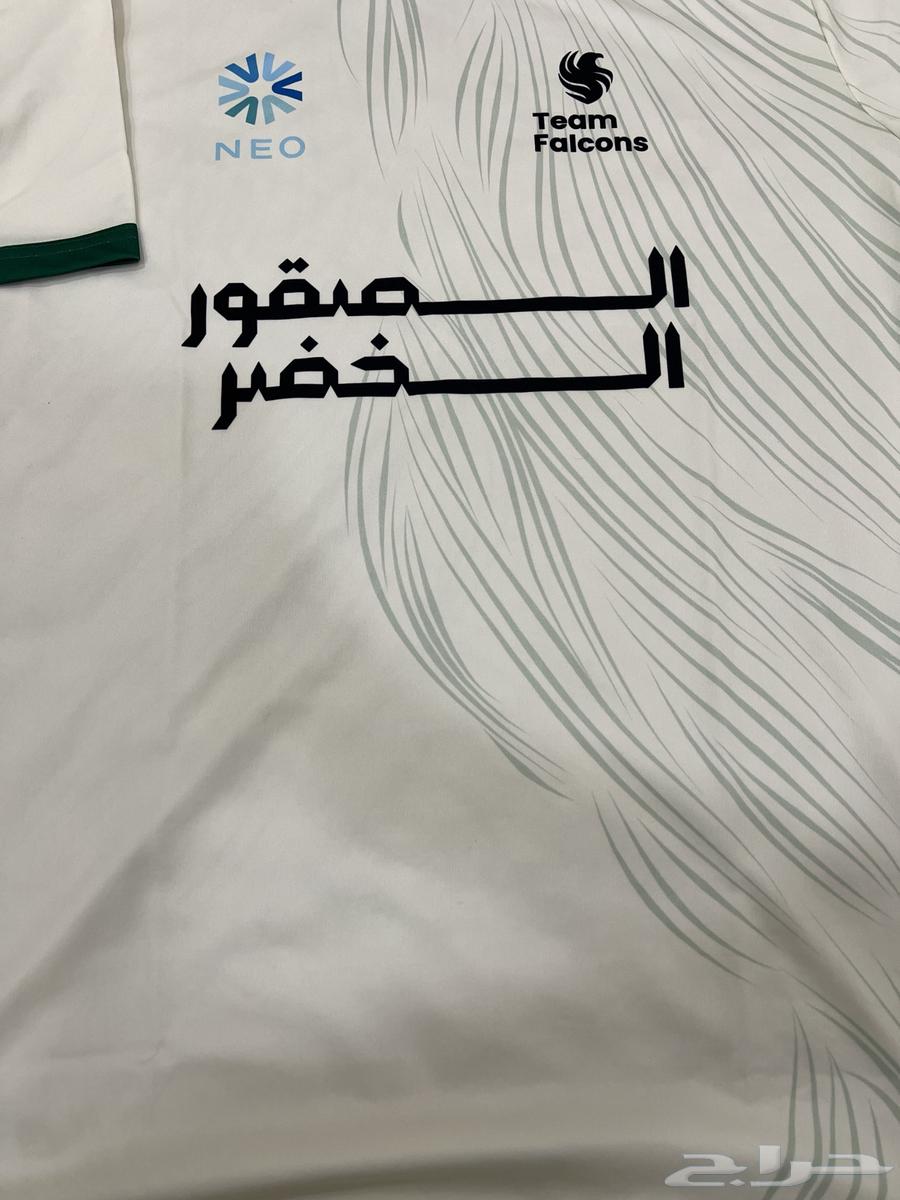 NEO
Team
Falcons
الصقور
الخضر
حراج